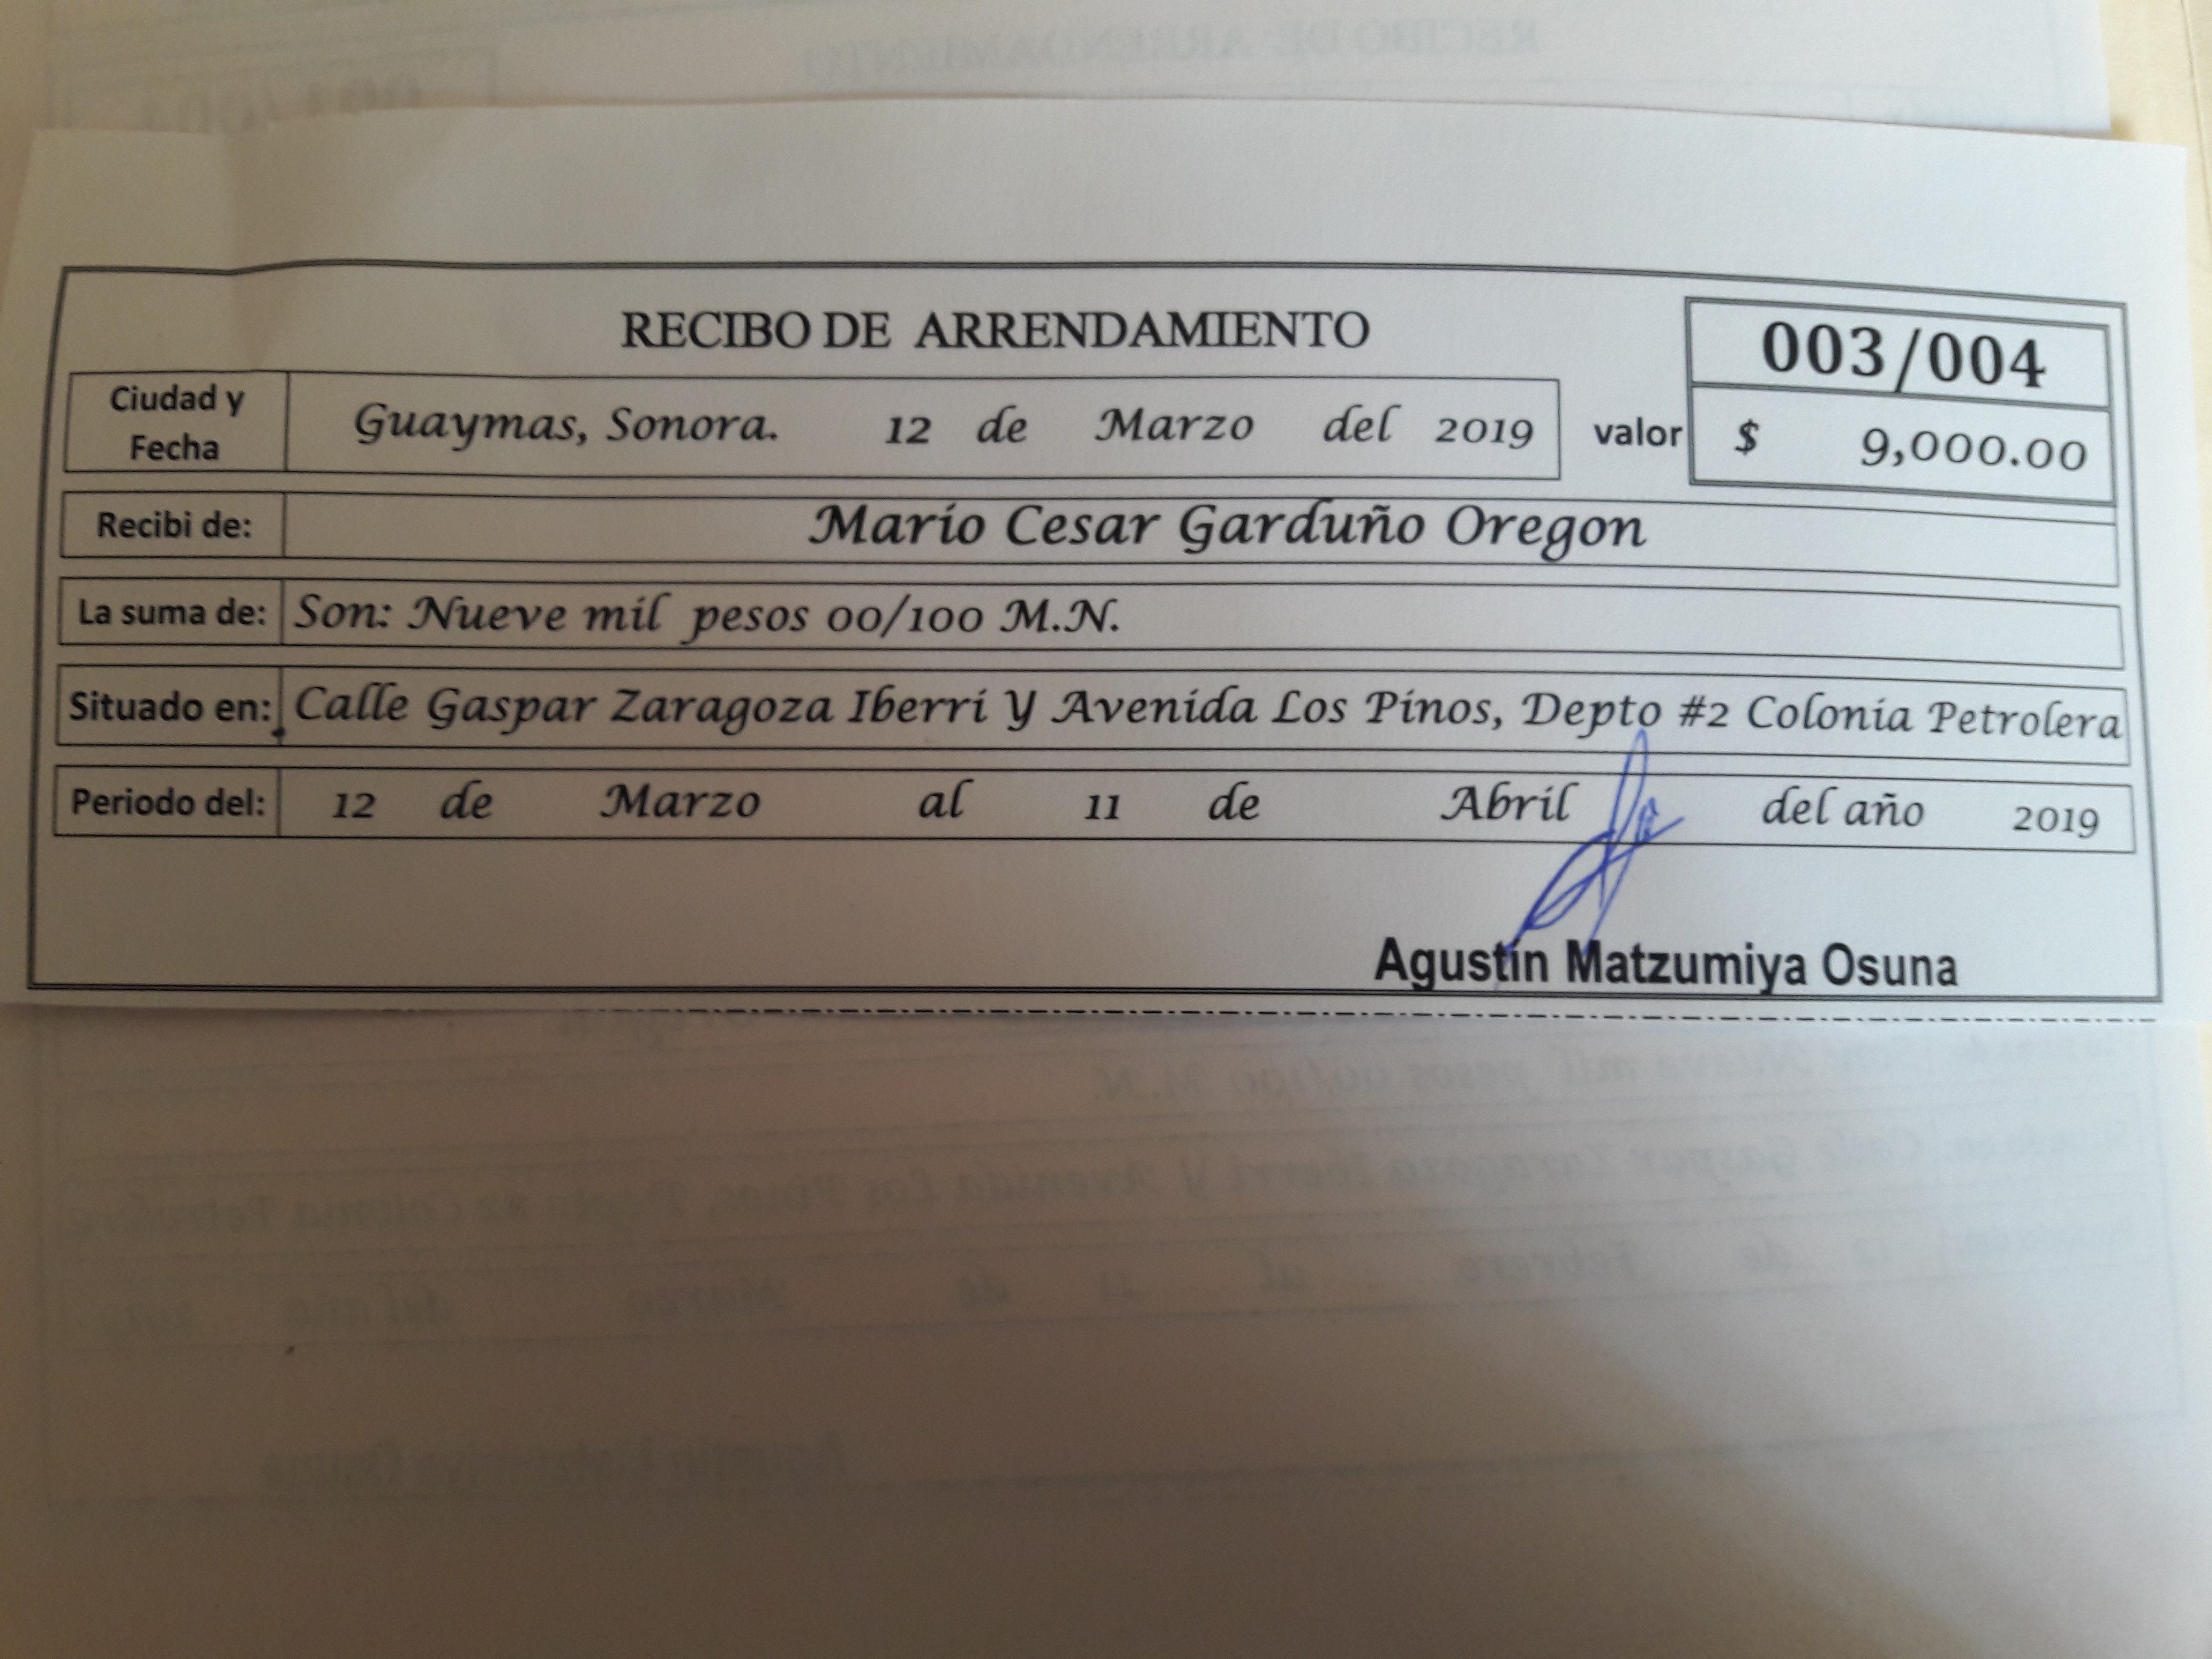 RECIBO DE ARRENDAMIENTO
003/004
Ciudad y Fecha Guaymas, Sonora. 12 de Marzo del 2019 valor $ 9,000.00
Recibi de: Mario Cesar Garduño Oregon
La suma de: Son: Nueve mil pesos 00/100 M.N.
Situado en: Calle Gaspar Zaragoza Iberri Y Avenida Los Pinos, Depto #2 Colonia Petrolera
Periodo del: 12 de Marzo al 11 de Abril del año 2019
Agustín Matzumiya Osuna